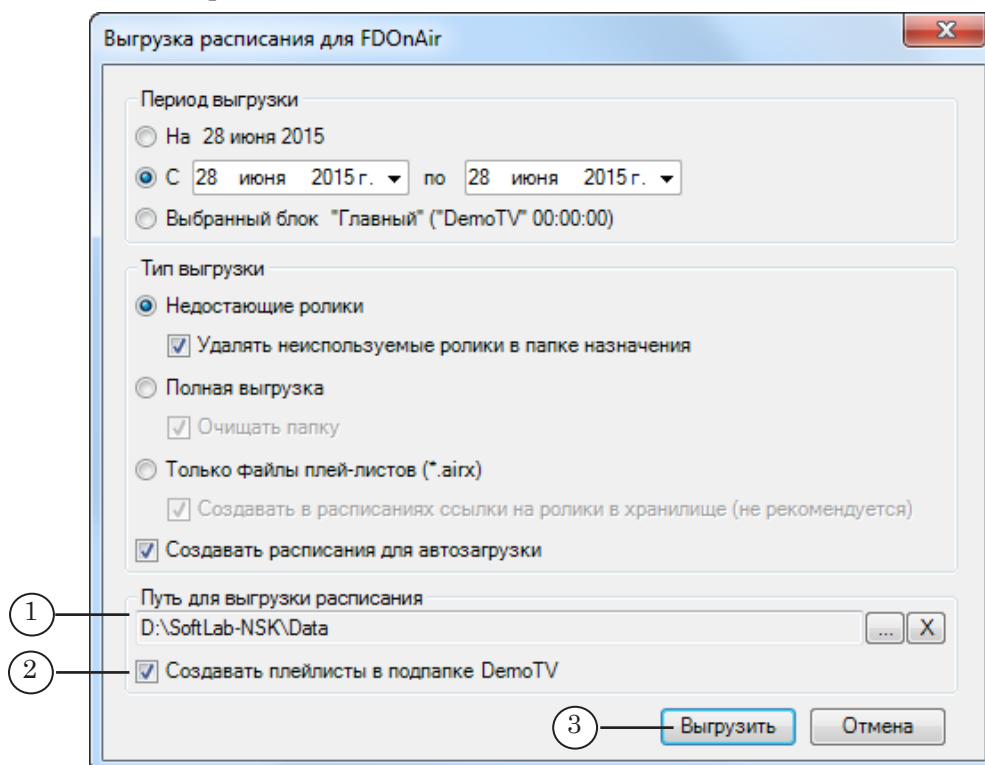 Выгрузка расписания для FDOnAir
Период выгрузки
На 28 июня 2015
С 28 июня 2015 г. по 28 июня 2015 г.
Выбранный блок "Главный" ("DemoTV" 00:00:00)
Тип выгрузки
Недостающие ролики
Удалять неиспользуемые ролики в папке назначения
Полная выгрузка
Очищать папку
Только файлы плей-листов (*.airx)
Создавать в расписаниях ссылки на ролики в хранилище (не рекомендуется)
Создавать расписания для автозагрузки
1 Путь для выгрузки расписания
D:\SoftLab-NSK\Data ... X
2 Создавать плейлисты в подпапке DemoTV
3 Выгрузить Отмена